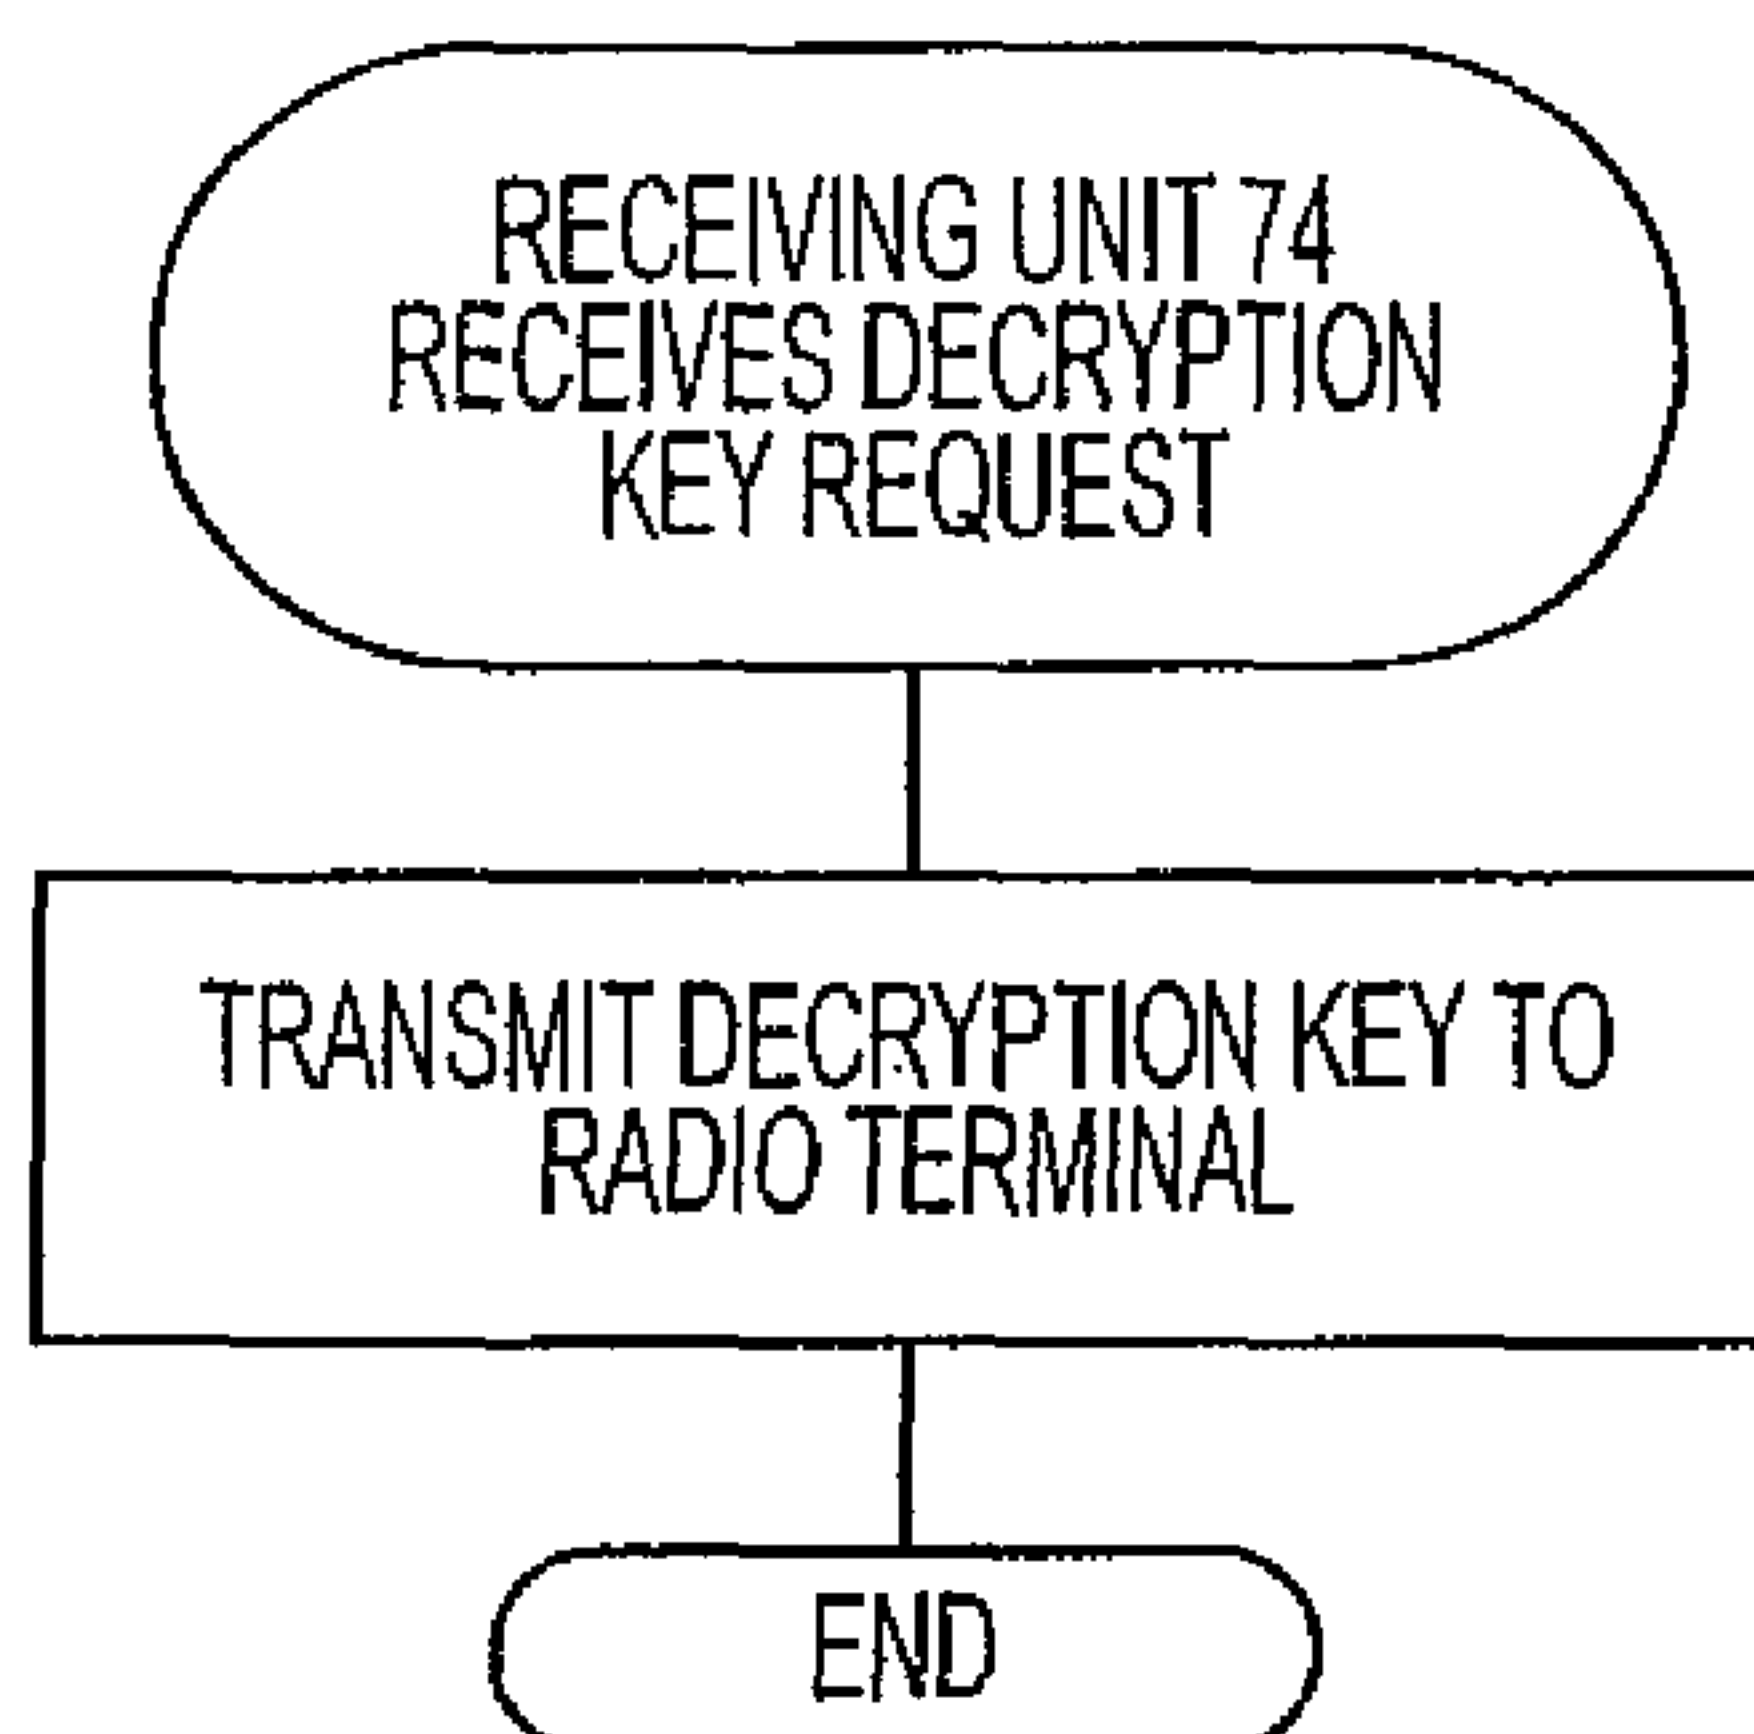 RECEIVING UNIT 74
RECEIVES DECRYPTION
KEY REQUEST
TRANSMIT DECRYPTION KEY TO
RADIO TERMINAL
END